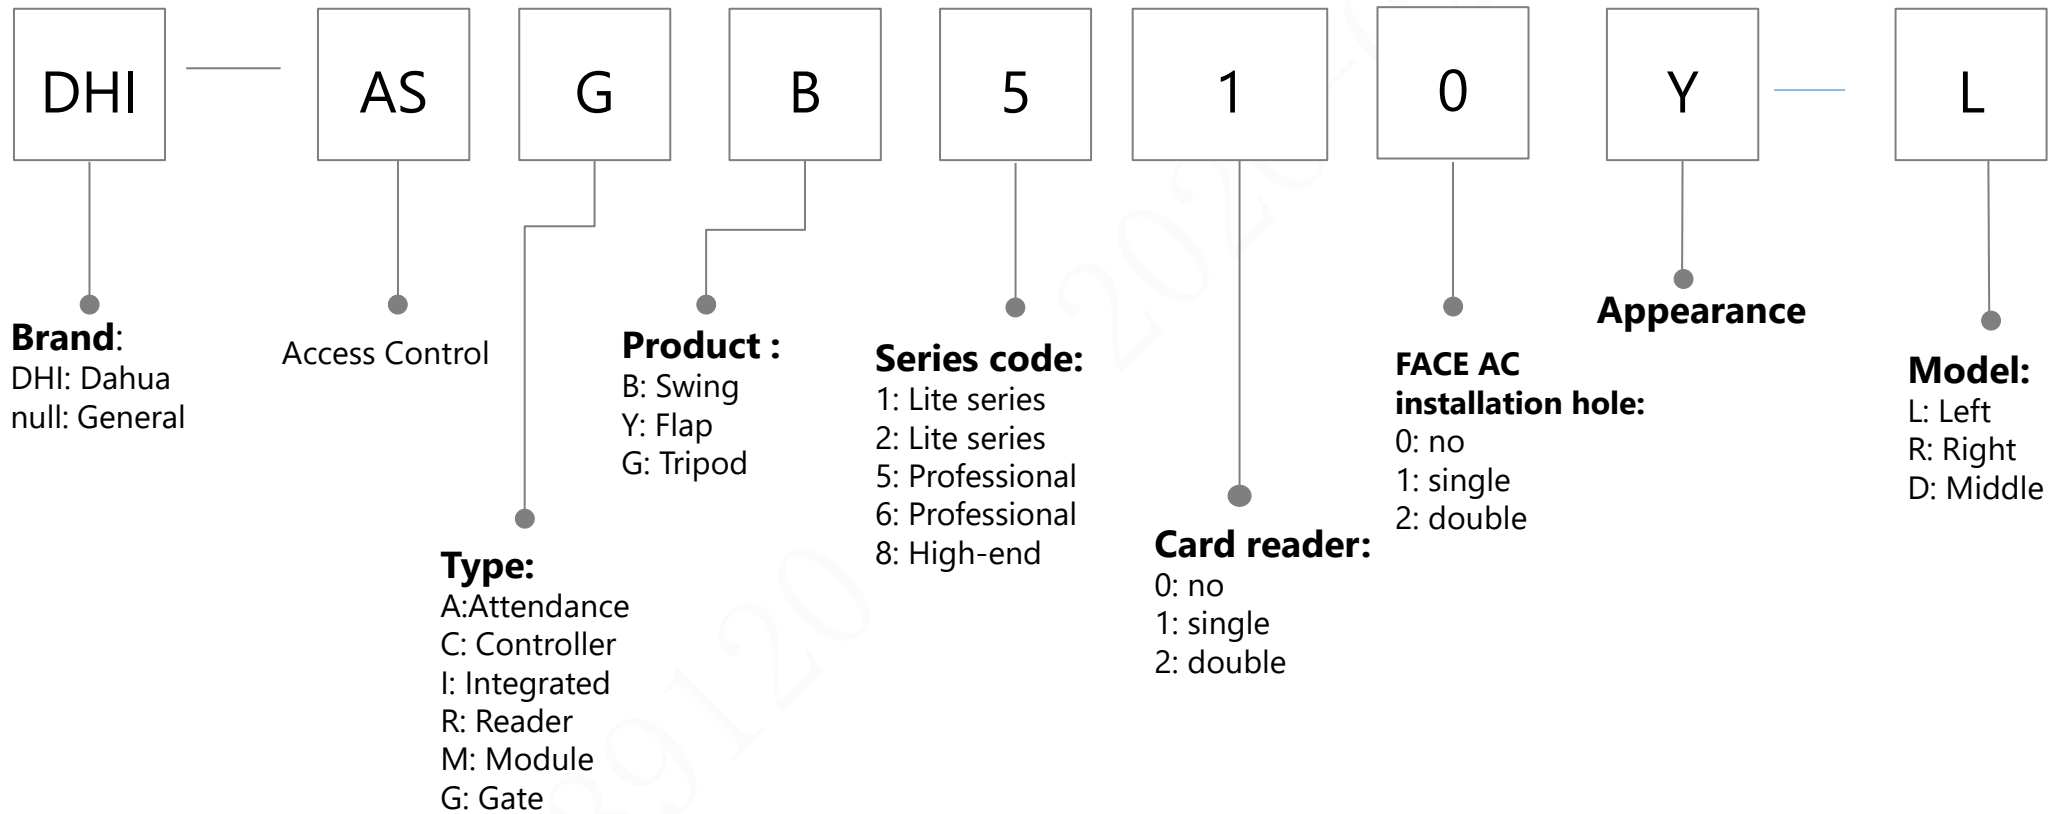 DHI AS G B 5 1 0 Y L
Brand:
DHI: Dahua
null: General
Access Control
Type:
A:Attendance
C: Controller
I: Integrated
R: Reader
M: Module
G: Gate
Product :
B: Swing
Y: Flap
G: Tripod
Series code:
1: Lite series
2: Lite series
5: Professional
6: Professional
8: High-end
Card reader:
0: no
1: single
2: double
FACE AC
installation hole:
0: no
1: single
2: double
Appearance
Model:
L: Left
R: Right
D: Middle